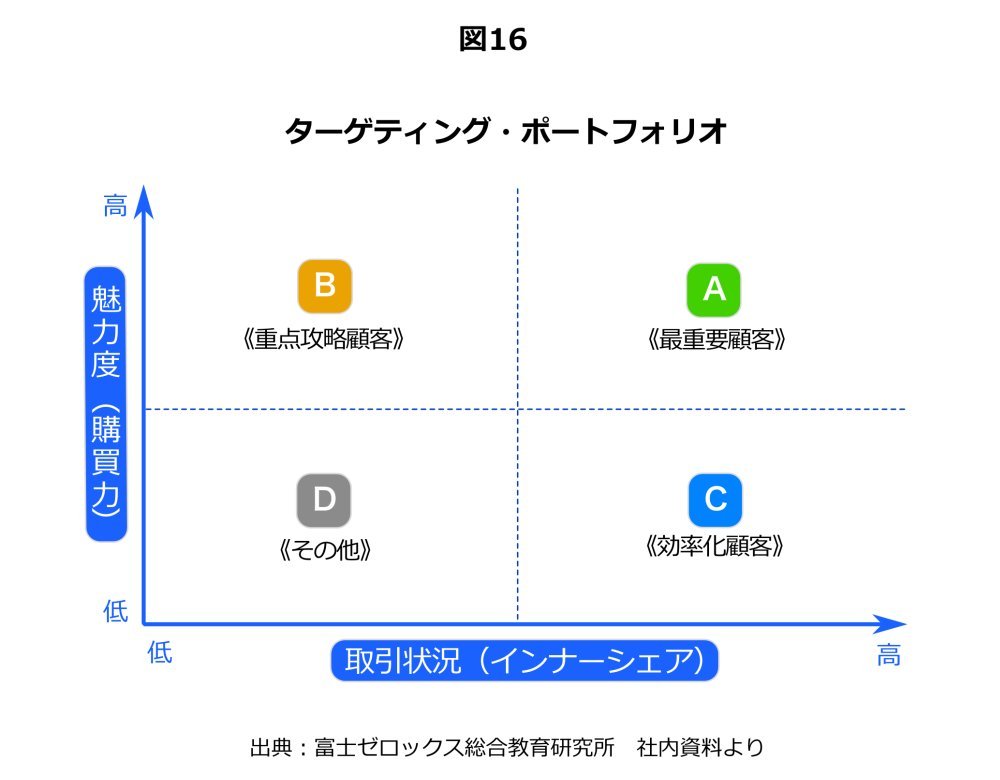 図16
ターゲティング・ポートフォリオ
高
魅力度（購買力）
B
《重点攻略顧客》
A
《最重要顧客》
D
《その他》
C
《効率化顧客》
低
低
取引状況（インナーシェア）
高
出典：富士ゼロックス総合教育研究所　社内資料より